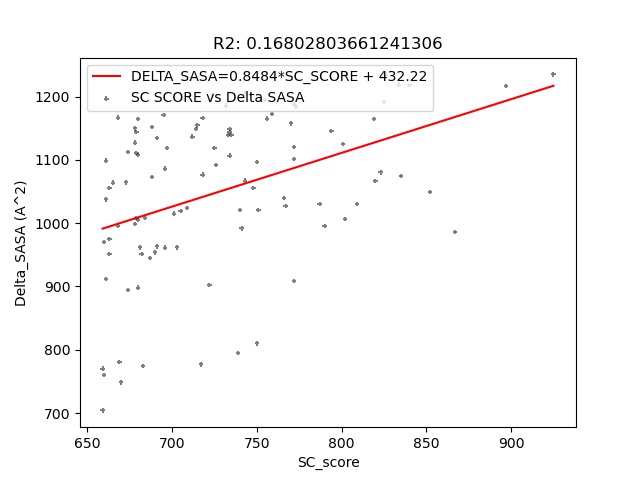 R2: 0.16802803661241306
DELTA_SASA=0.8484*SC_SCORE + 432.22
SC SCORE vs Delta SASA
Delta_SASA (A^2)
1200
1100
1000
900
800
700
650 700 750 800 850 900
SC_score